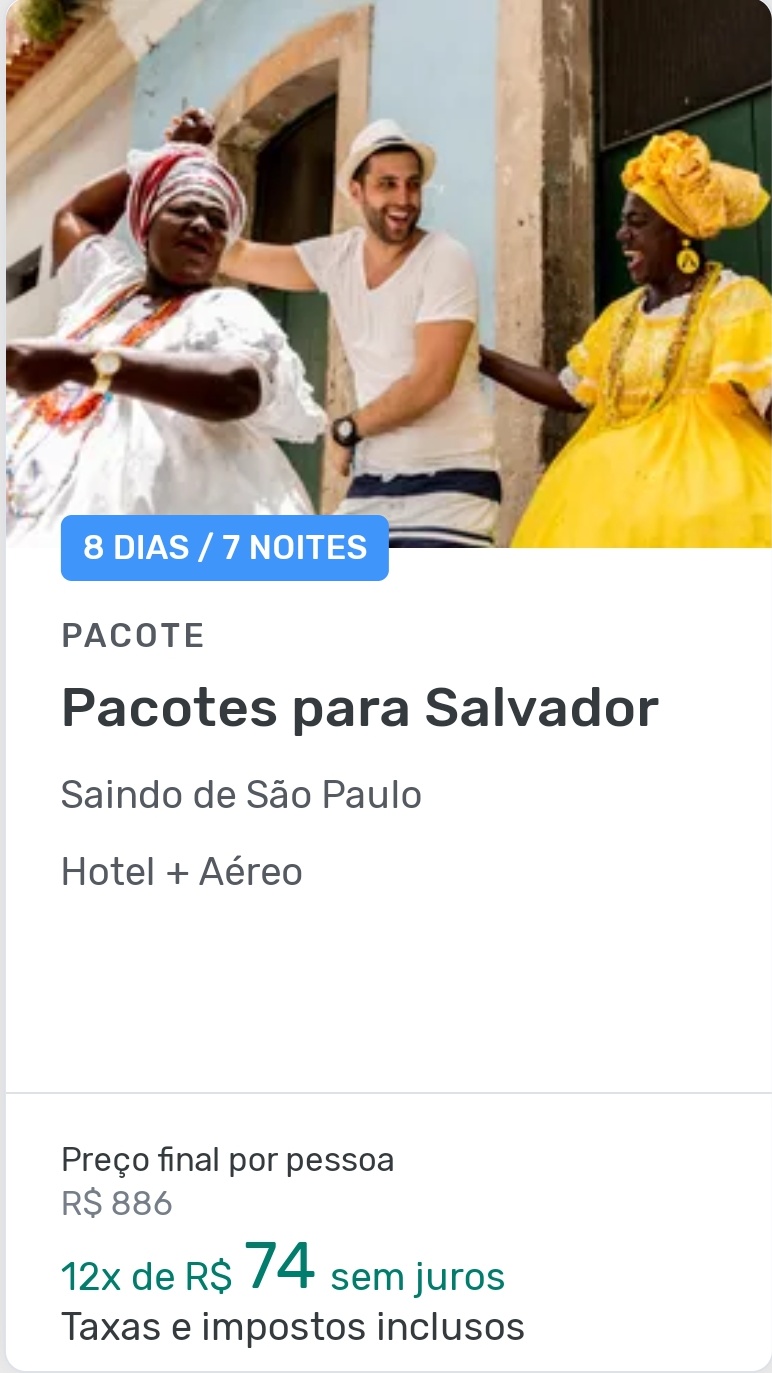 8 DIAS / 7 NOITES
PACOTE
Pacotes para Salvador
Saindo de São Paulo
Hotel + Aéreo
Preço final por pessoa
R$ 886
12x de R$ 74 sem juros
Taxas e impostos inclusos